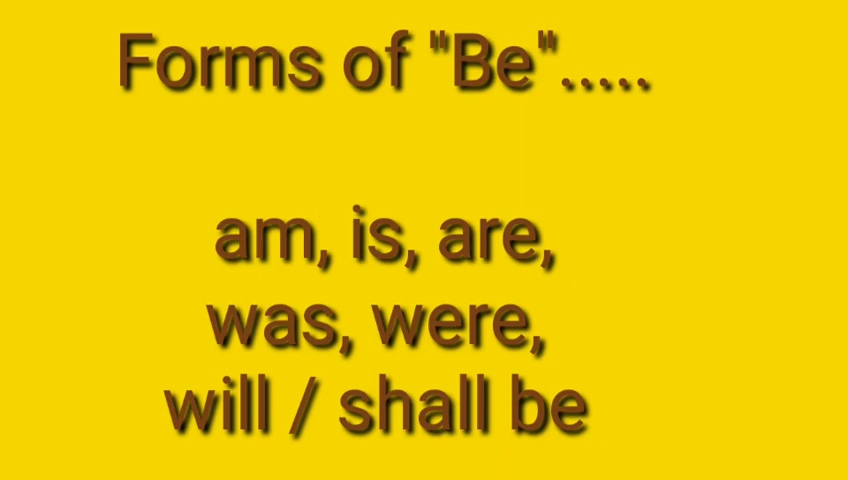 Forms of "Be".....
am, is, are,
was, were,
will / shall be